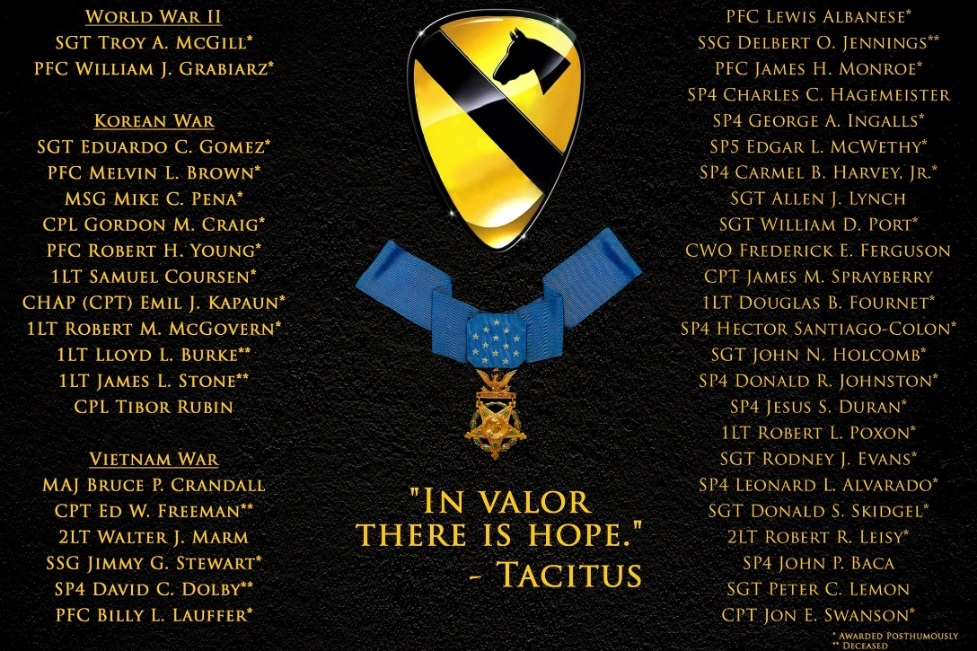 WORLD WAR II
SGT TROY A. MCGILL*
PFC WILLIAM J. GRABIARZ*
KOREAN WAR
SGT EDUARDO C. GOMEZ*
PFC MELVIN L. BROWN*
MSG MIKE C. PENA*
CPL GORDON M. CRAIG*
PFC ROBERT H. YOUNG*
1LT SAMUEL COURSEN*
CHAP (CPT) EMIL J. KAPAUN*
1LT ROBERT M. MCGOVERN*
1LT LLOYD L. BURKE**
1LT JAMES L. STONE**
CPL TIBOR RUBIN
VIETNAM WAR
MAJ BRUCE P. CRANDALL
CPT ED W. FREEMAN**
2LT WALTER J. MARM
SSG JIMMY G. STEWART*
SP4 DAVID C. DOLBY**
PFC BILLY L. LAUFFER*
"IN VALOR
THERE IS HOPE."
- TACITUS
PFC LEWIS ALBANESE*
SSG DELBERT O. JENNINGS**
PFC JAMES H. MONROE*
SP4 CHARLES C. HAGEMEISTER
SP4 GEORGE A. INGALLS*
SP5 EDGAR L. MCWETHY*
SP4 CARMEL B. HARVEY, JR.*
SGT ALLEN J. LYNCH
SGT WILLIAM D. PORT*
CWO FREDERICK E. FERGUSON
CPT JAMES M. SPRAYBERRY
1LT DOUGLAS B. FOURNET*
SP4 HECTOR SANTIAGO-COLON*
SGT JOHN N. HOLCOMB*
SP4 DONALD R. JOHNSTON*
SP4 JESUS S. DURAN*
1LT ROBERT L. POXON*
SGT RODNEY J. EVANS*
SP4 LEONARD L. ALVARADO*
SGT DONALD S. SKIDGEL*
2LT ROBERT R. LEISY*
SP4 JOHN P. BACA
SGT PETER C. LEMON
CPT JON E. SWANSON*
* AWARDED POSTHUMOUSLY
** DECEASED